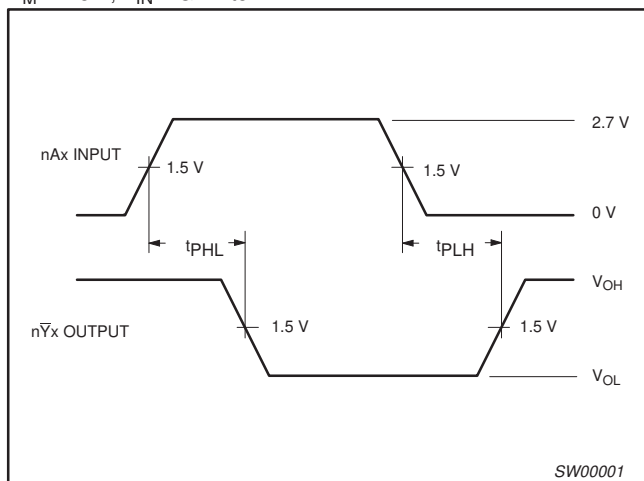 2.7 V
nAx INPUT
1.5 V
1.5 V
0 V
tPHL
tPLH
VOH
nY̅x OUTPUT
1.5 V
1.5 V
VOL
SW00001